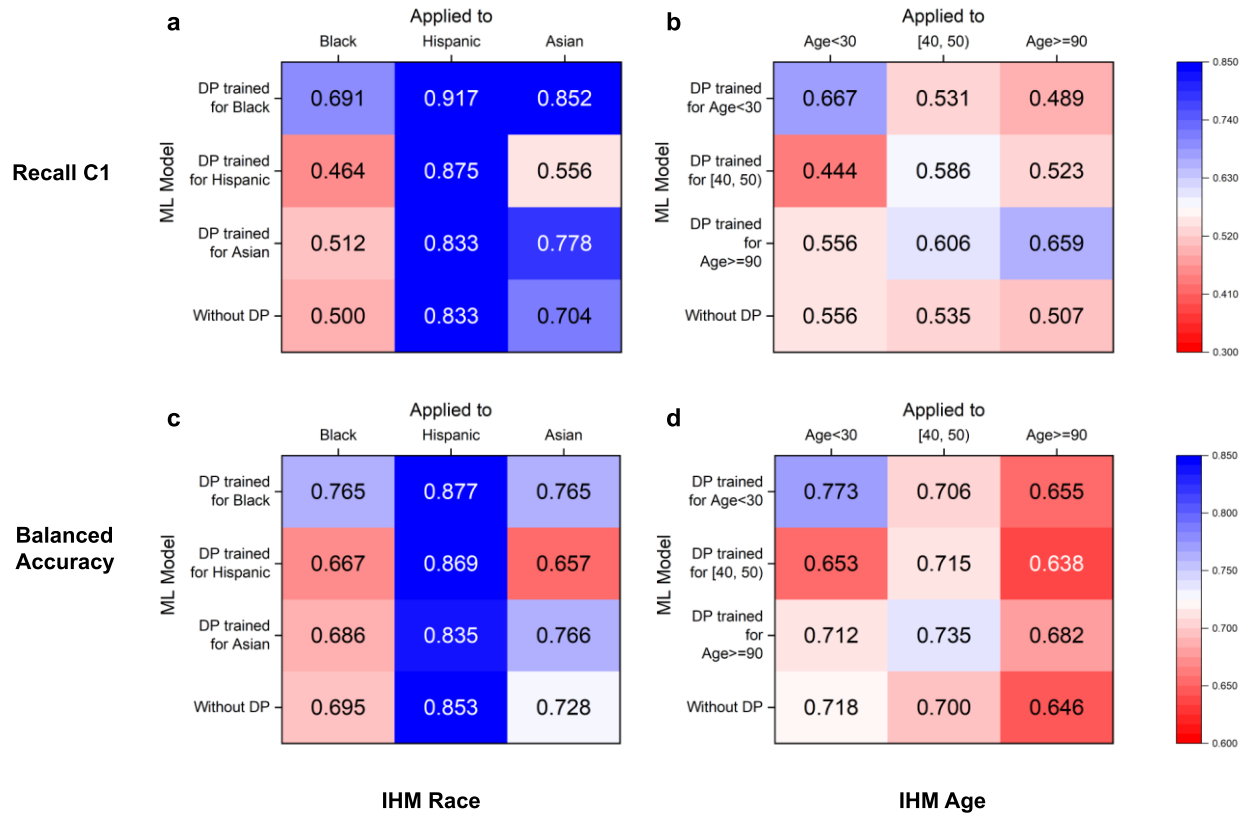 a
Applied to
Black Hispanic Asian
Recall C1
ML Model
DP trained
for Black
0.691 0.917 0.852
DP trained
for Hispanic
0.464 0.875 0.556
DP trained
for Asian
0.512 0.833 0.778
Without DP
0.500 0.833 0.704
b
Applied to
Age<30 [40, 50) Age>=90
ML Model
DP trained
for Age<30
0.667 0.531 0.489
DP trained
for [40, 50)
0.444 0.586 0.523
DP trained
for
Age>=90
0.556 0.606 0.659
Without DP
0.556 0.535 0.507
0.850
0.740
0.630
0.520
0.410
0.300
c
Applied to
Black Hispanic Asian
Balanced
Accuracy
ML Model
DP trained
for Black
0.765 0.877 0.765
DP trained
for Hispanic
0.667 0.869 0.657
DP trained
for Asian
0.686 0.835 0.766
Without DP
0.695 0.853 0.728
IHM Race
d
Applied to
Age<30 [40, 50) Age>=90
ML Model
DP trained
for Age<30
0.773 0.706 0.655
DP trained
for [40, 50)
0.653 0.715 0.638
DP trained
for
Age>=90
0.712 0.735 0.682
Without DP
0.718 0.700 0.646
0.850
0.800
0.750
0.700
0.650
0.600
IHM Age